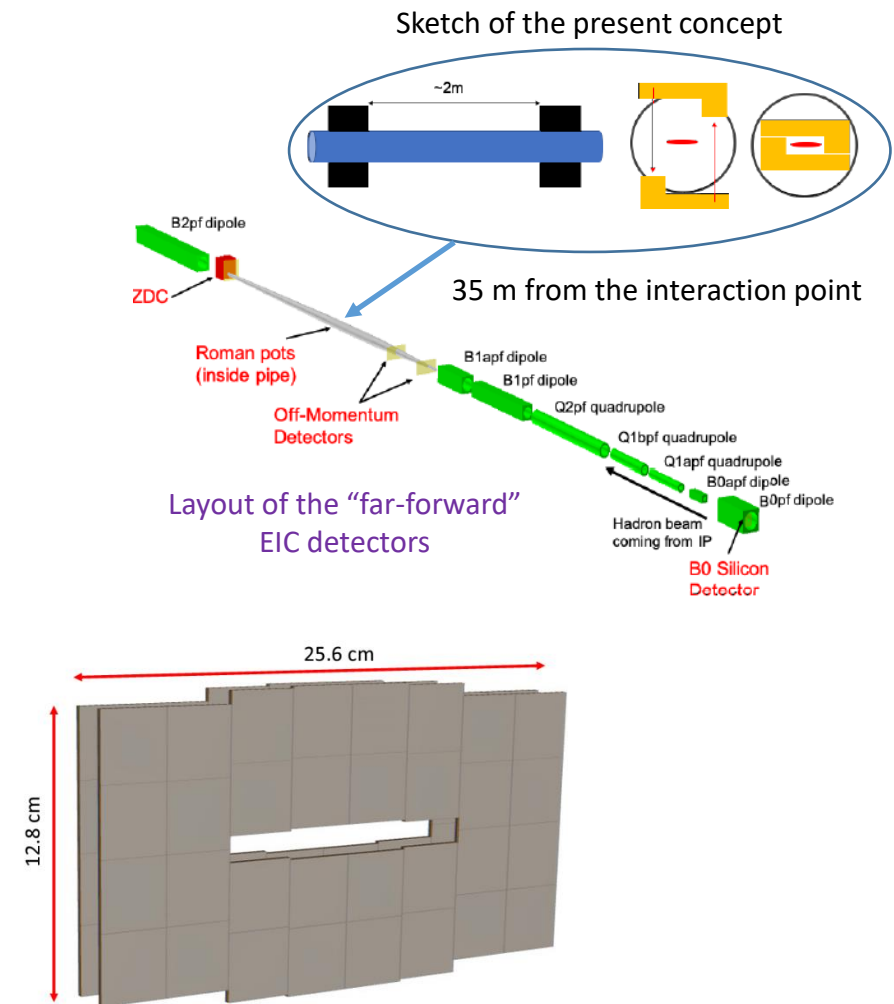 Sketch of the present concept
~2m
B2pf dipole
ZDC
35 m from the interaction point
Roman pots
(inside pipe)
B1apf dipole
B1pf dipole
Off-Momentum
Detectors
Q2pf quadrupole
Q1bpf quadrupole
Q1apf quadrupole
B0apf dipole
B0pf dipole
Layout of the “far-forward”
EIC detectors
Hadron beam
coming from IP
B0 Silicon
Detector
25.6 cm
12.8 cm